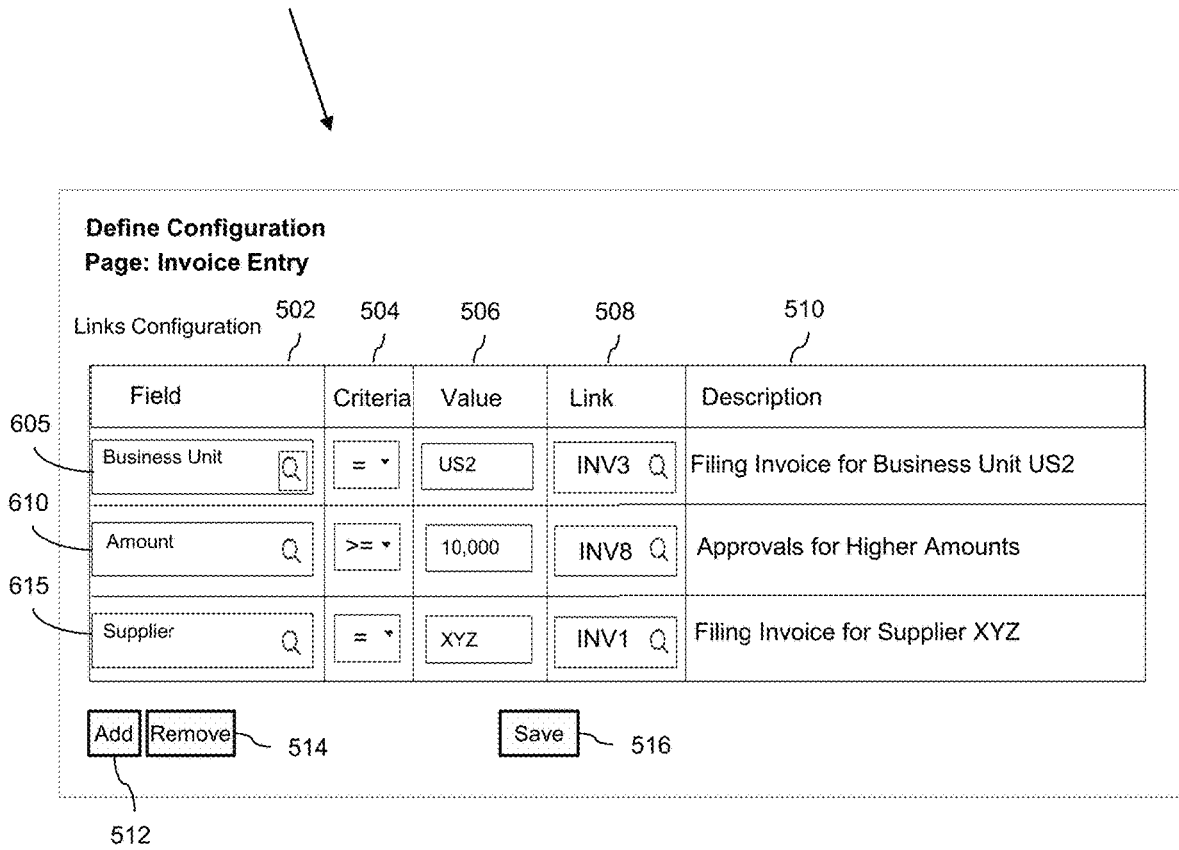 Define Configuration
Page: Invoice Entry
Links Configuration 502 504 506 508 510
Field Criteria Value Link Description
605 Business Unit = US2 INV3 Filing Invoice for Business Unit US2
610 Amount >= 10,000 INV8 Approvals for Higher Amounts
615 Supplier = XYZ INV1 Filing Invoice for Supplier XYZ
Add Remove 514 Save 516
512